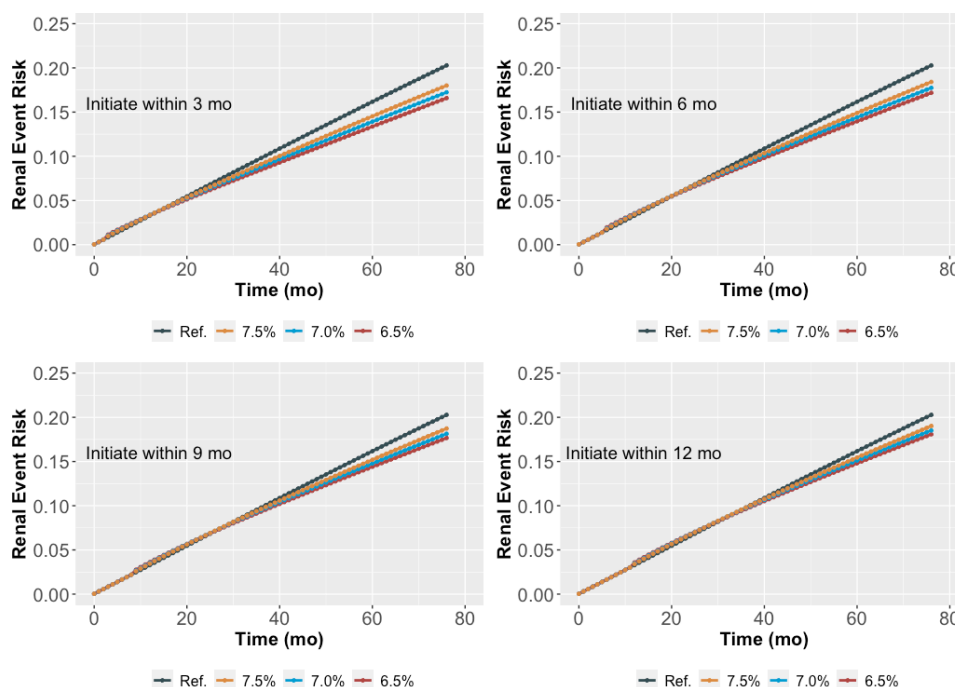 0.25
0.20
0.15
0.10
0.05
0.00
Renal Event Risk
Initiate within 3 mo
0 20 40 60 80
Time (mo)
Ref. 7.5% 7.0% 6.5%
0.25
0.20
0.15
0.10
0.05
0.00
Renal Event Risk
Initiate within 6 mo
0 20 40 60 80
Time (mo)
Ref. 7.5% 7.0% 6.5%
0.25
0.20
0.15
0.10
0.05
0.00
Renal Event Risk
Initiate within 9 mo
0 20 40 60 80
Time (mo)
Ref. 7.5% 7.0% 6.5%
0.25
0.20
0.15
0.10
0.05
0.00
Renal Event Risk
Initiate within 12 mo
0 20 40 60 80
Time (mo)
Ref. 7.5% 7.0% 6.5%